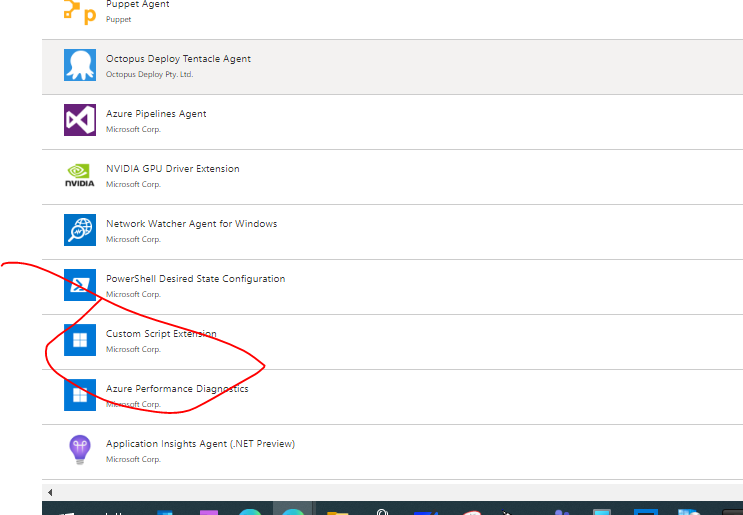 Puppet Agent
Puppet
Octopus Deploy Tentacle Agent
Octopus Deploy Pty. Ltd.
Azure Pipelines Agent
Microsoft Corp.
NVIDIA GPU Driver Extension
NVIDIA
Microsoft Corp.
Network Watcher Agent for Windows
Microsoft Corp.
PowerShell Desired State Configuration
Microsoft Corp.
Custom Script Extension
Microsoft Corp.
Azure Performance Diagnostics
Microsoft Corp.
Application Insights Agent (.NET Preview)
Microsoft Corp.